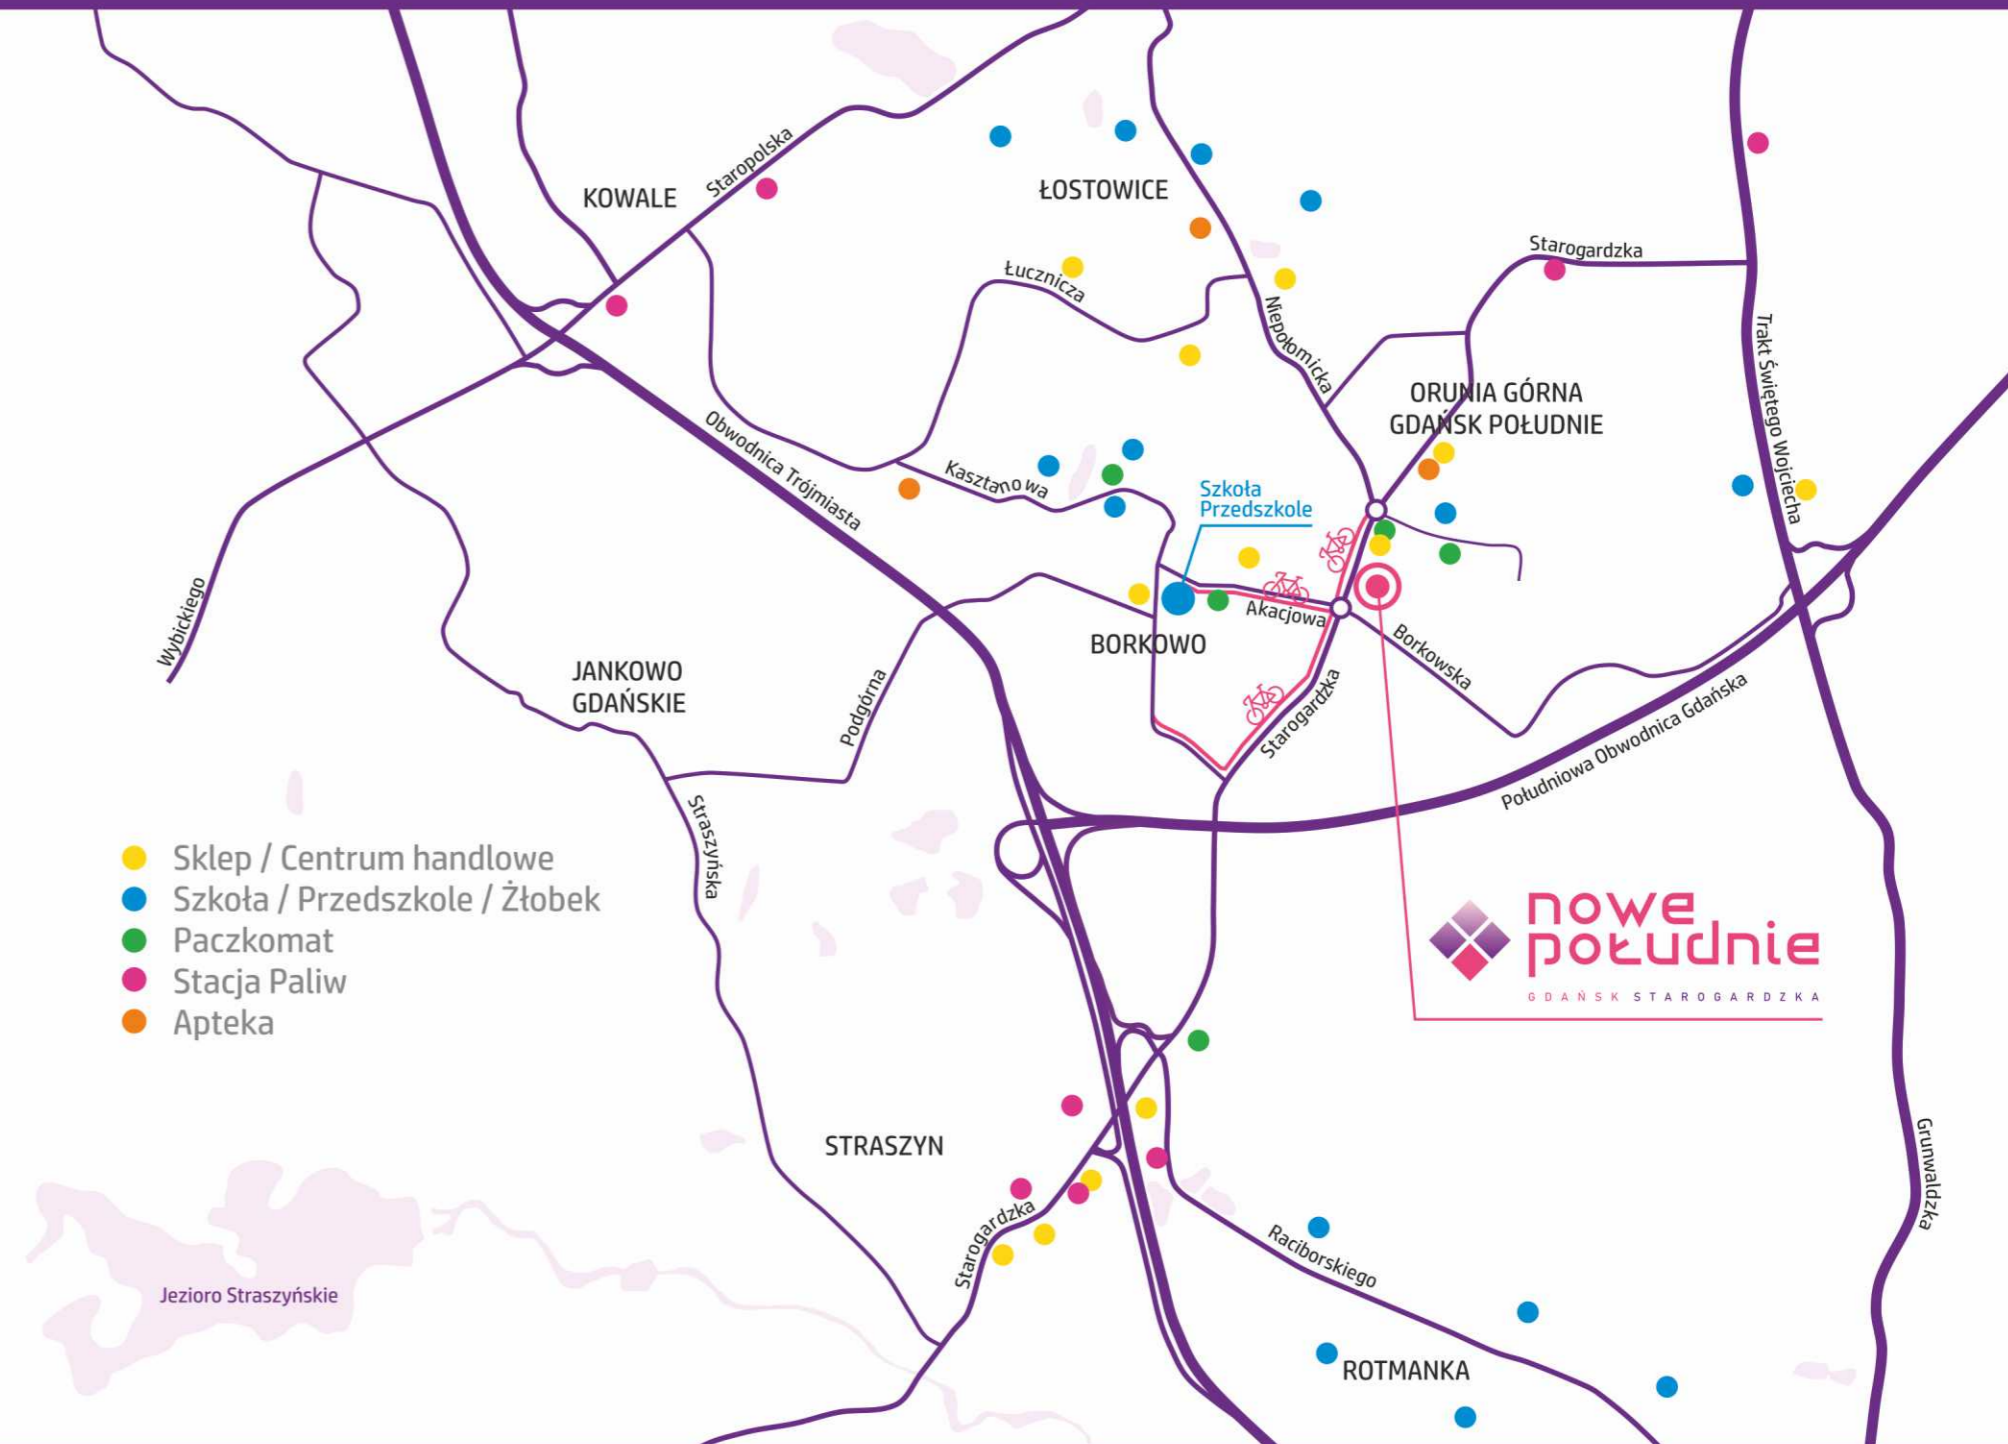 KOWALE
Staropolska
ŁOSTOWICE
Łucznicza
Niepołomicka
Starogardzka
ORUNIA GÓRNA
GDAŃSK POŁUDNIE
Trakt Świętego Wojciecha
Obwodnica Trójmiasta
Kasztanowa
Szkoła
Przedszkole
Wybickiego
Akacjowa
BORKOWO
Borkowska
JANKOWO
GDAŃSKIE
Podgórna
Starogardzka
Południowa Obwodnica Gdańska
Straszyńska
Sklep / Centrum handlowe
Szkoła / Przedszkole / Żłobek
Paczkomat
Stacja Paliw
Apteka
nowe
południe
GDAŃSK STAROGARDZKA
STRASZYN
Grunwaldzka
Starogardzka
Raciborskiego
Jezioro Straszyńskie
ROTMANKA